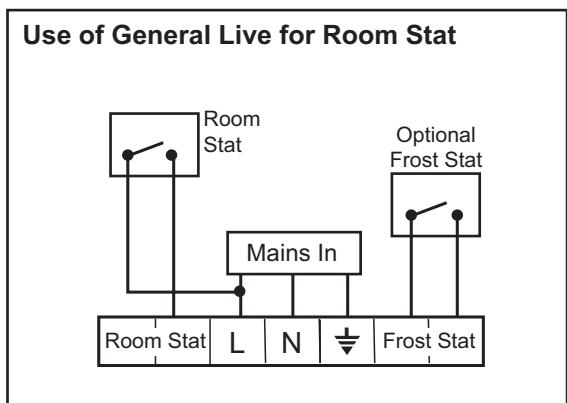 Use of General Live for Room Stat
Room
Stat
Optional
Frost Stat
Mains In
Room Stat L N Frost Stat